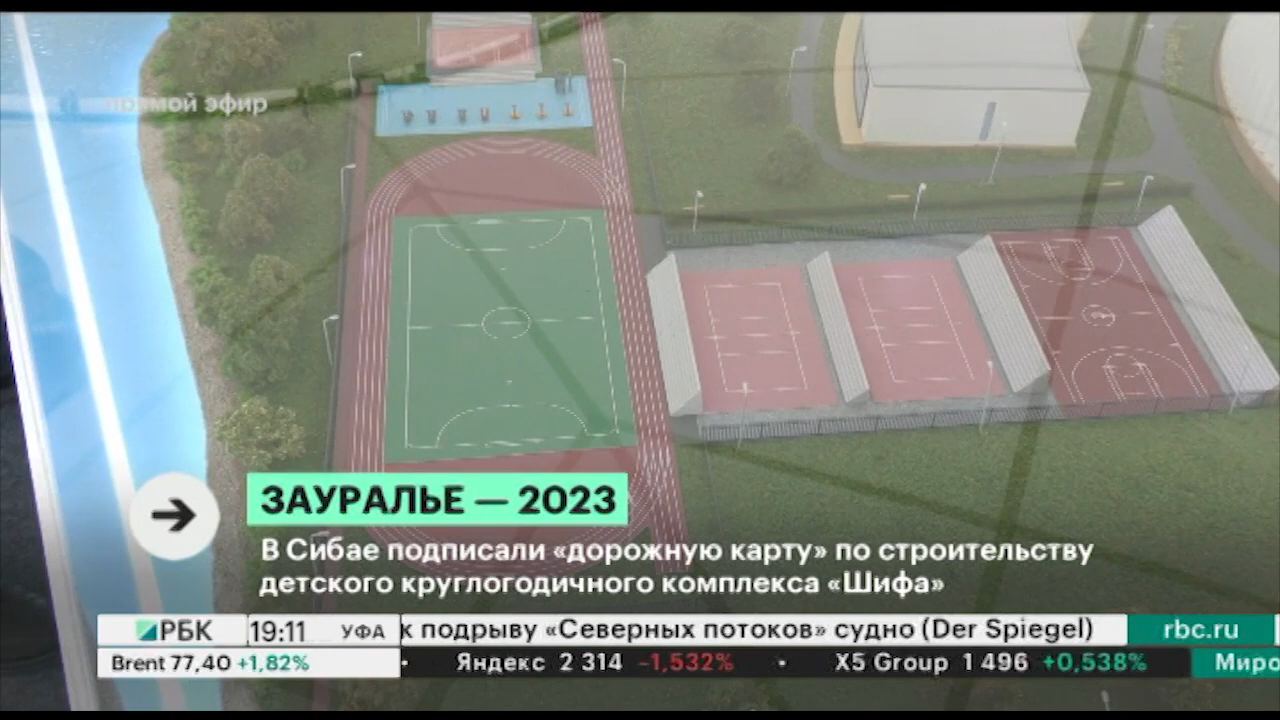 прямой эфир
ЗАУРАЛЬЕ — 2023
В Сибае подписали «дорожную карту» по строительству
детского круглогодичного комплекса «Шифа»
РБК 19:11 УФА к подрыву «Северных потоков» судно (Der Spiegel) rbc.ru
Brent 77,40 +1,82% • Яндекс 2 314 -1,532% • X5 Group 1 496 +0,538%